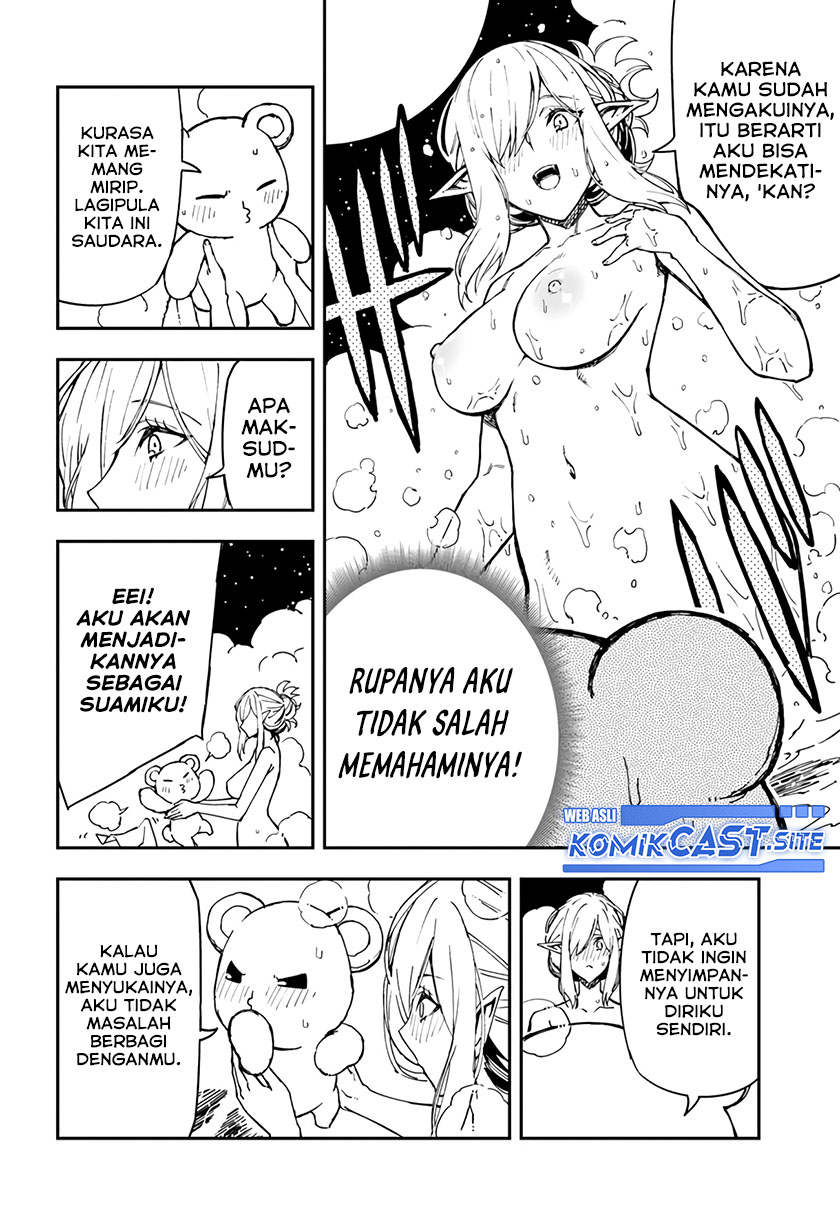 KARENA
KAMU SUDAH
MENGAKUINYA,
ITU BERARTI
AKU BISA
MENDEKATI-
NYA, 'KAN?
RUPANYA AKU
TIDAK SALAH
MEMAHAMINYA!
KURASA
KITA ME-
MANG
MIRIP.
LAGIPULA
KITA INI
SAUDARA.
APA
MAK-
SUD-
MU?
EEI!
AKU AKAN
MENJADI-
KANNYA
SEBAGAI
SUAMIKU!
WEB ASLI
KOMIKCAST.SITE
TAPI, AKU
TIDAK INGIN
MENYIMPAN-
NYA UNTUK
DIRIKU
SENDIRI.
KALAU
KAMU JUGA
MENYUKAINYA,
AKU TIDAK
MASALAH
BERBAGI
DENGANMU.